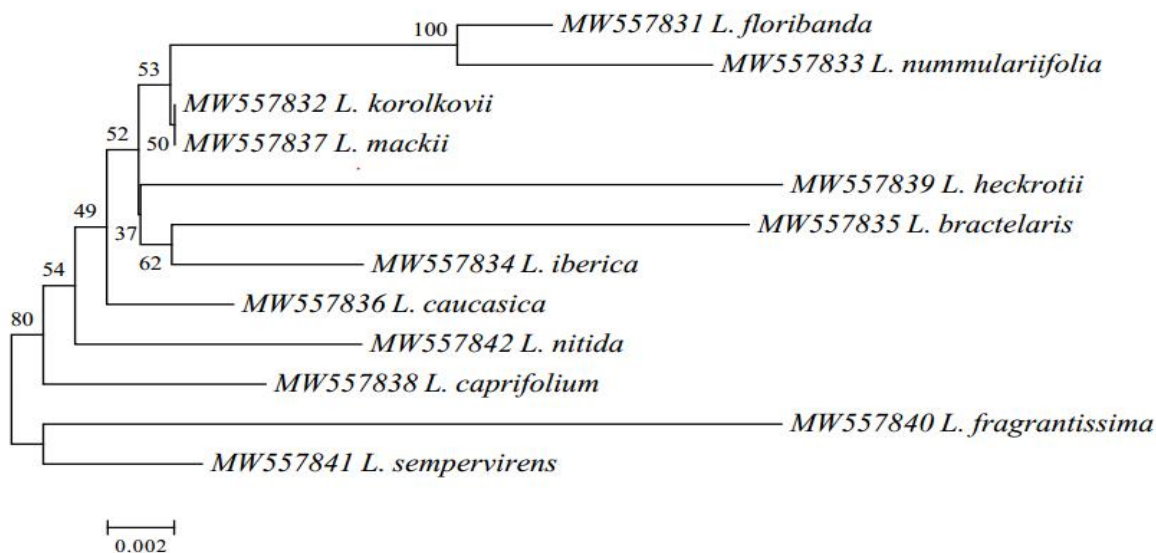 100 MW557831 L. floribanda
MW557833 L. nummulariifolia
53
MW557832 L. korolkovii
52 50 MW557837 L. mackii
MW557839 L. heckrotii
49 37 MW557835 L. bractelaris
62 MW557834 L. iberica
54
MW557836 L. caucasica
80
MW557842 L. nitida
MW557838 L. caprifolium
MW557840 L. fragrantissima
MW557841 L. sempervirens
0.002